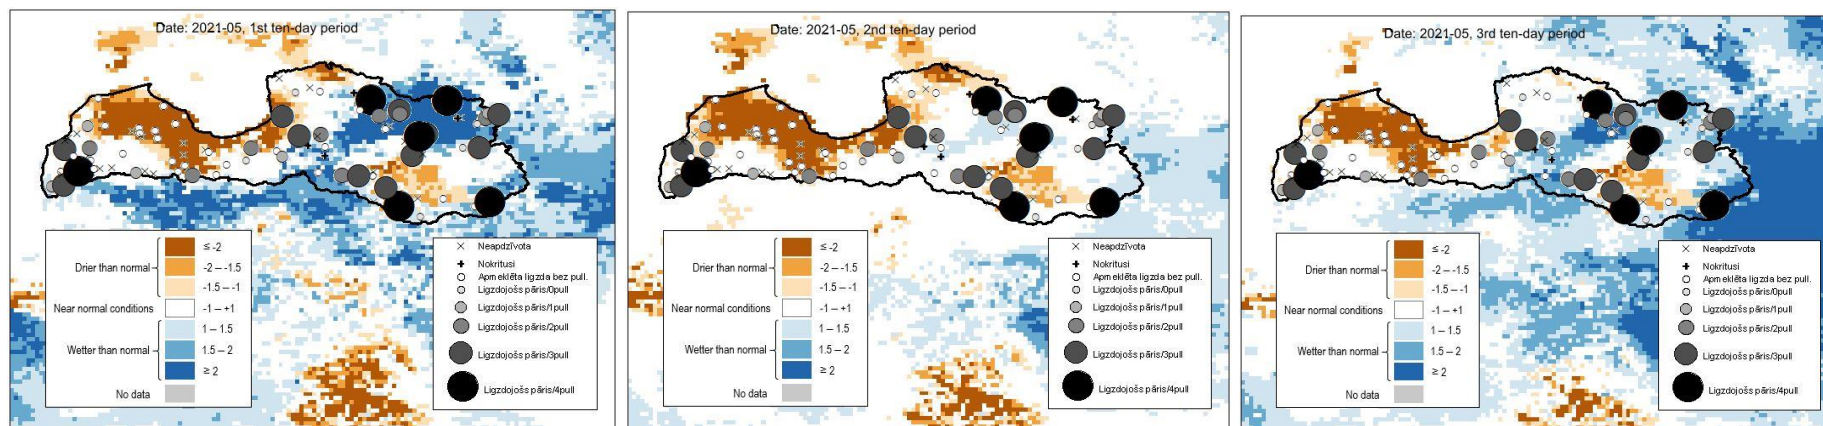 Date: 2021-05, 1st ten-day period
Drier than normal
Near normal conditions
Wetter than normal
No data
≤ -2
-2 – -1.5
-1.5 – -1
-1 – +1
1 – 1.5
1.5 – 2
≥ 2
Neapdzīvota
Nokritusi
Apmeklēta ligzda bez pull.
Ligzdojošs pāris/0pull
Ligzdojošs pāris/1pull
Ligzdojošs pāris/2pull
Ligzdojošs pāris/3pull
Ligzdojošs pāris/4pull
Date: 2021-05, 2nd ten-day period
Drier than normal
Near normal conditions
Wetter than normal
No data
≤ -2
-2 – -1.5
-1.5 – -1
-1 – +1
1 – 1.5
1.5 – 2
≥ 2
Neapdzīvota
Nokritusi
Apmeklēta ligzda bez pull.
Ligzdojošs pāris/0pull
Ligzdojošs pāris/1pull
Ligzdojošs pāris/2pull
Ligzdojošs pāris/3pull
Ligzdojošs pāris/4pull
Date: 2021-05, 3rd ten-day period
Drier than normal
Near normal conditions
Wetter than normal
No data
≤ -2
-2 – -1.5
-1.5 – -1
-1 – +1
1 – 1.5
1.5 – 2
≥ 2
Neapdzīvota
Nokritusi
Apmeklēta ligzda bez pull.
Ligzdojošs pāris/0pull
Ligzdojošs pāris/1pull
Ligzdojošs pāris/2pull
Ligzdojošs pāris/3pull
Ligzdojošs pāris/4pull